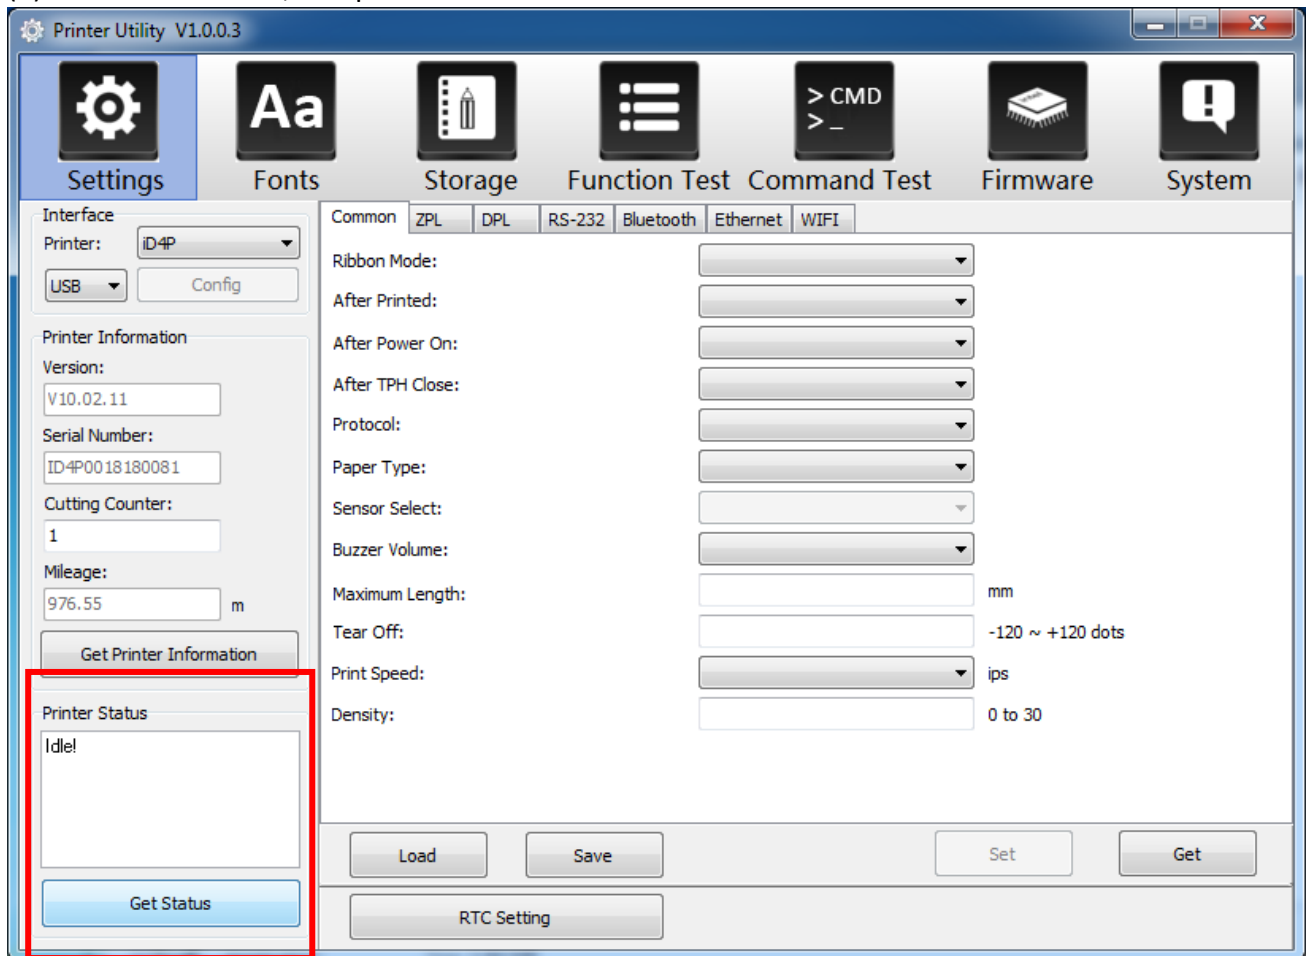 Printer Utility V1.0.0.3
Aa
> CMD
> _
Settings Fonts Storage Function Test Command Test Firmware System
Interface
Printer: iD4P
USB Config
Printer Information
Version:
V10.02.11
Serial Number:
ID4P0018180081
Cutting Counter:
1
Mileage:
976.55 m
Get Printer Information
Printer Status
Idle!
Get Status
Common ZPL DPL RS-232 Bluetooth Ethernet WIFI
Ribbon Mode:
After Printed:
After Power On:
After TPH Close:
Protocol:
Paper Type:
Sensor Select:
Buzzer Volume:
Maximum Length: mm
Tear Off: -120 ~ +120 dots
Print Speed: ips
Density: 0 to 30
Load Save Set Get
RTC Setting